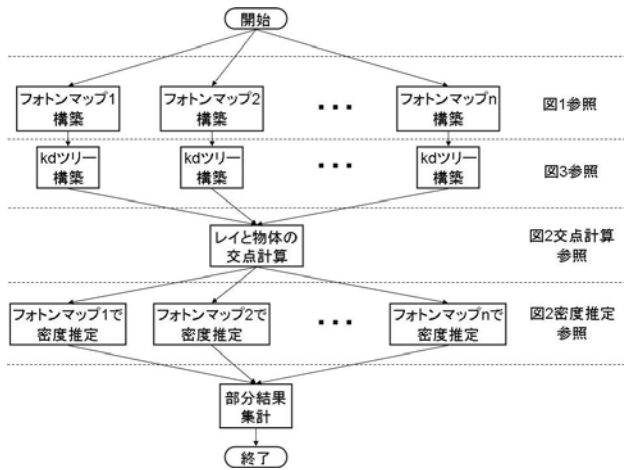 開始
フォトンマップ1
構築
フォトンマップ2
構築
・・・
フォトンマップn
構築
図1参照
kdツリー
構築
kdツリー
構築
・・・
kdツリー
構築
図3参照
レイと物体の
交点計算
図2交点計算
参照
フォトンマップ1で
密度推定
フォトンマップ2で
密度推定
・・・
フォトンマップnで
密度推定
図2密度推定
参照
部分結果
集計
終了